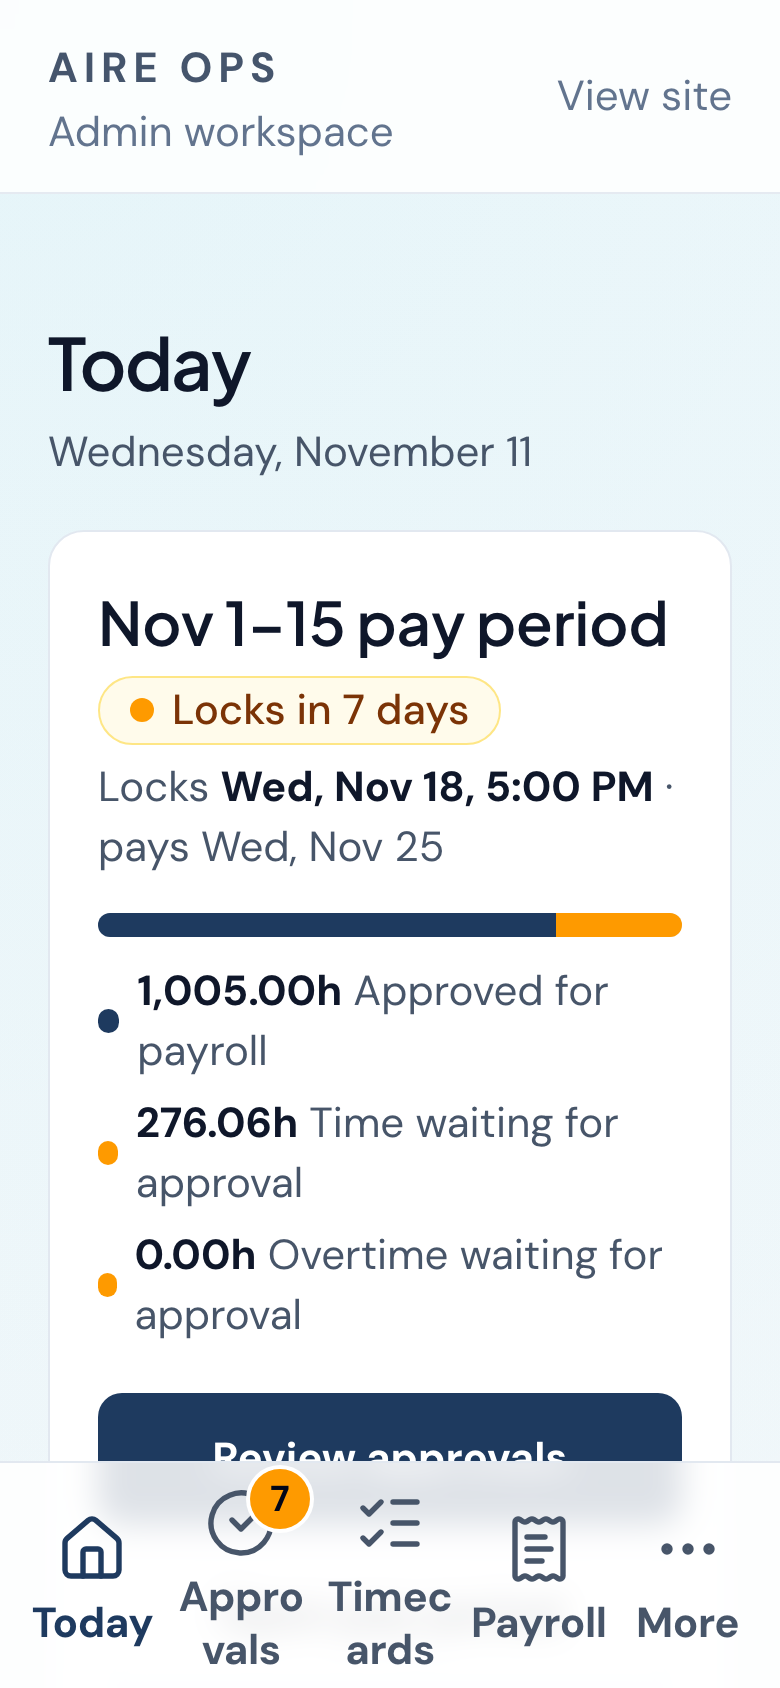 AIRE OPS
Admin workspace
View site
Today
Wednesday, November 11
Nov 1–15 pay period
Locks in 7 days
Locks Wed, Nov 18, 5:00 PM ·
pays Wed, Nov 25
1,005.00h Approved for
payroll
276.06h Time waiting for
approval
0.00h Overtime waiting for
approval
Review approvals
7
Today
Appro
vals
Timec
ards
Payroll
More